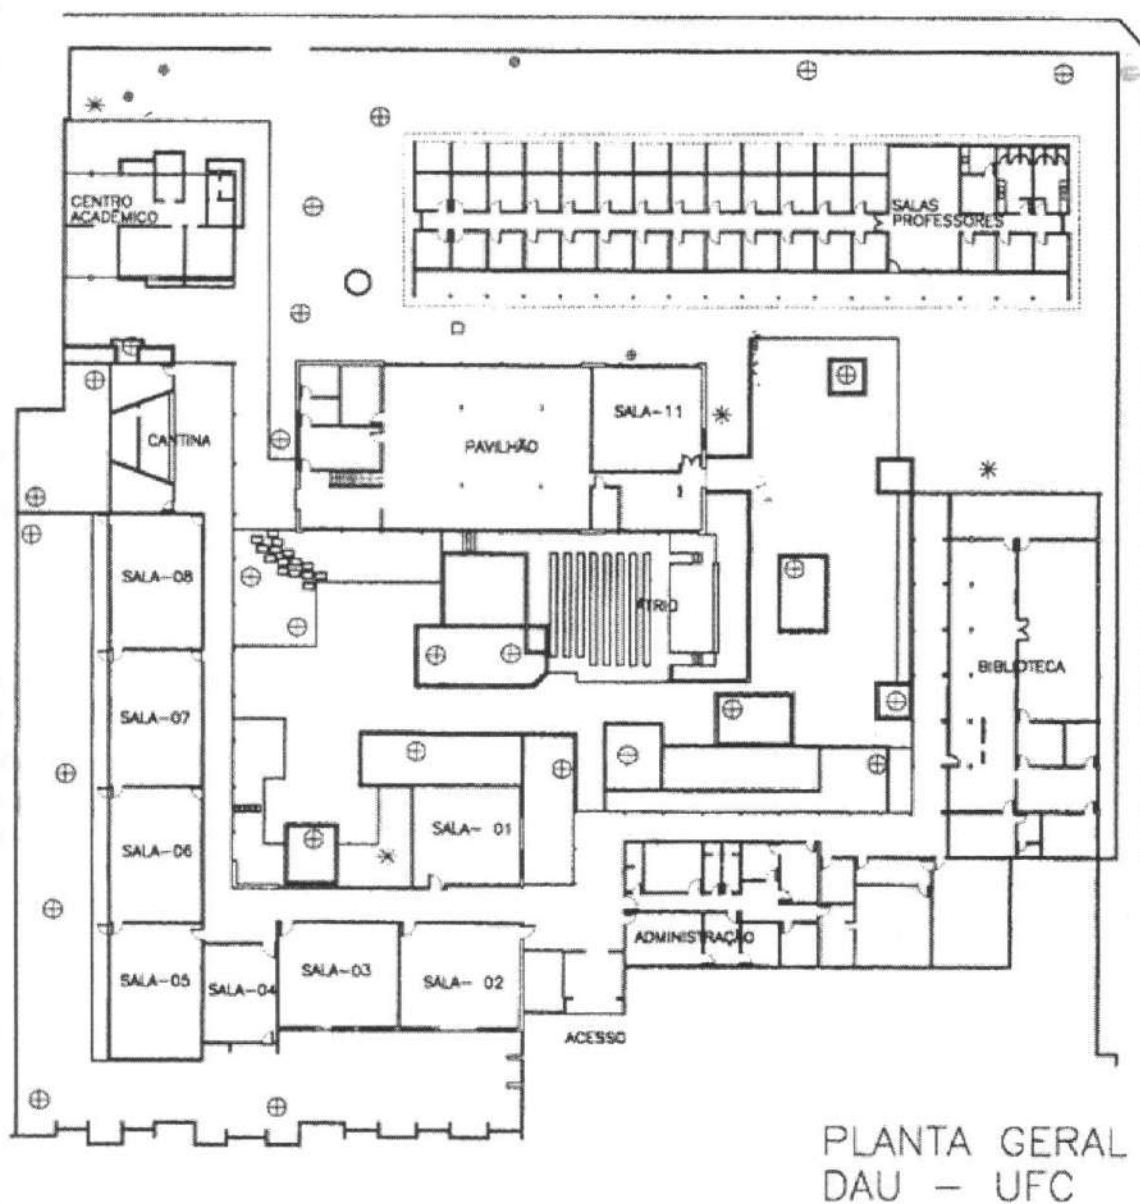 CENTRO
ACADÊMICO
SALAS
PROFESSORES
SALA-11
CANTINA
PAVILHÃO
SALA-08
ÁTRIO
BIBLIOTECA
SALA-07
SALA- 01
SALA-06
ADMINISTRAÇÃO
SALA-05
SALA-04
SALA-03
SALA- 02
ACESSO
PLANTA GERAL
DAU - UFC